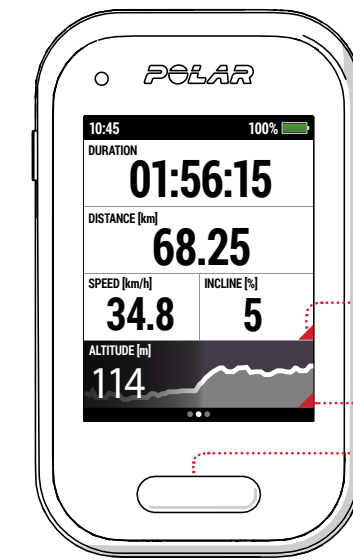 POLAR
10:45 100%
DURATION
01:56:15
DISTANCE [km]
68.25
SPEED [km/h] INCLINE [%]
34.8 5
ALTITUDE [m]
114